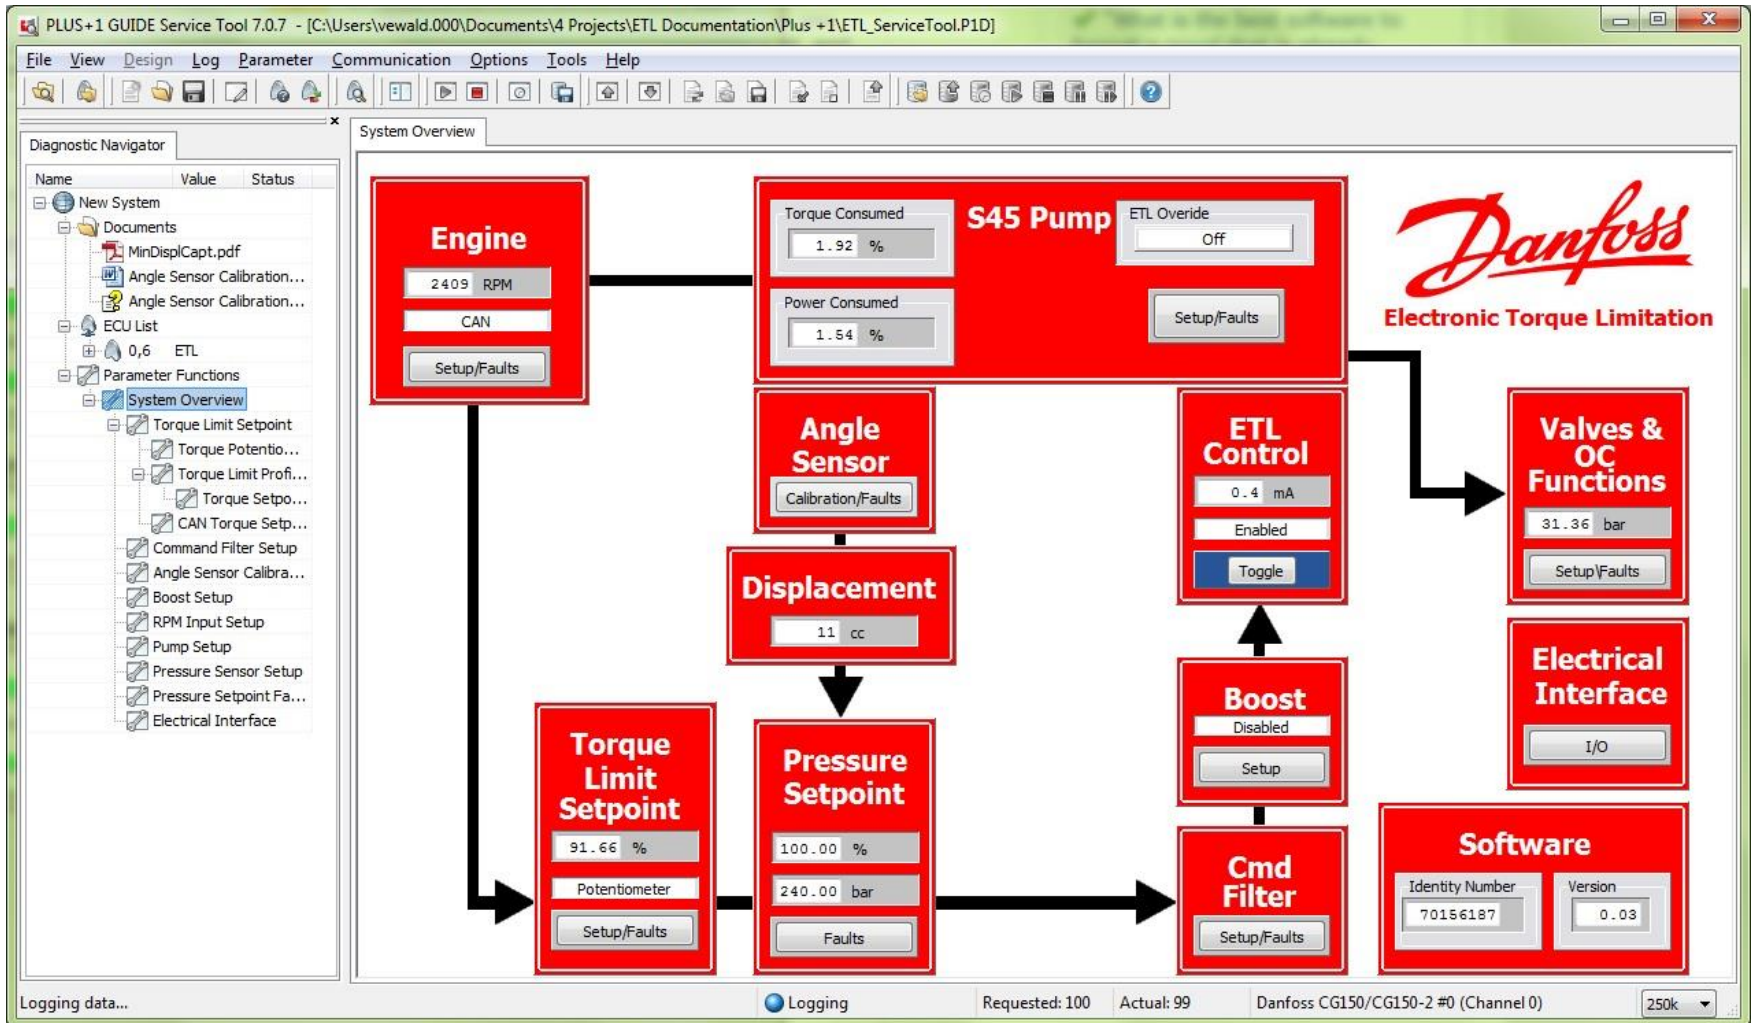 PLUS+1 GUIDE Service Tool 7.0.7 - [C:\Users\vewald.000\Documents\4 Projects\ETL Documentation\Plus +1\ETL_ServiceTool.P1D]
File View Design Log Parameter Communication Options Tools Help
Diagnostic Navigator
Name Value Status
New System
Documents
MinDisplCapt.pdf
Angle Sensor Calibration...
Angle Sensor Calibration...
ECU List
0,6 ETL
Parameter Functions
System Overview
Torque Limit Setpoint
Torque Potentio...
Torque Limit Profi...
Torque Setpo...
CAN Torque Setp...
Command Filter Setup
Angle Sensor Calibra...
Boost Setup
RPM Input Setup
Pump Setup
Pressure Sensor Setup
Pressure Setpoint Fa...
Electrical Interface
System Overview
Engine
2409 RPM
CAN
Setup/Faults
S45 Pump
Torque Consumed
1.92 %
Power Consumed
1.54 %
ETL Overide
Off
Setup/Faults
Danfoss
Electronic Torque Limitation
Angle
Sensor
Calibration/Faults
Displacement
11 cc
ETL
Control
0.4 mA
Enabled
Toggle
Valves &
OC
Functions
31.36 bar
Setup\Faults
Electrical
Interface
I/O
Boost
Disabled
Setup
Torque
Limit
Setpoint
91.66 %
Potentiometer
Setup/Faults
Pressure
Setpoint
100.00 %
240.00 bar
Faults
Cmd
Filter
Setup/Faults
Software
Identity Number
70156187
Version
0.03
Logging data...
Logging
Requested: 100
Actual: 99
Danfoss CG150/CG150-2 #0 (Channel 0)
250k